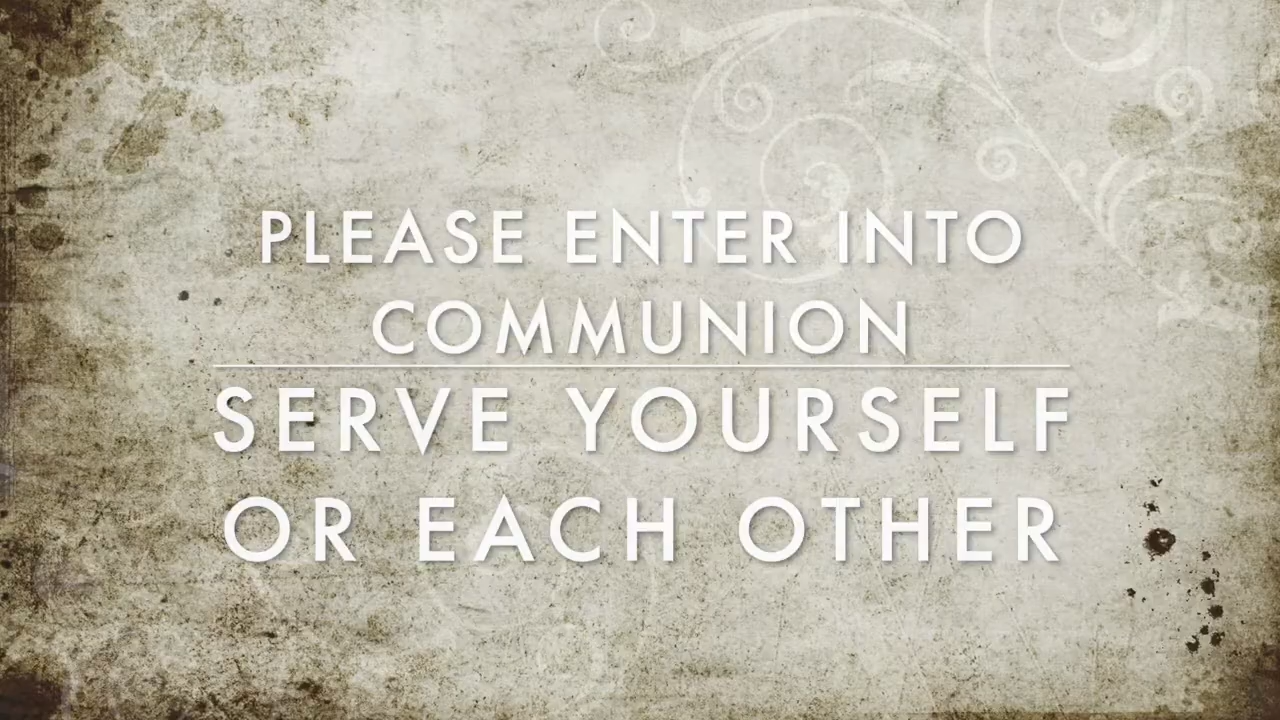 PLEASE ENTER INTO
COMMUNION
SERVE YOURSELF
OR EACH OTHER